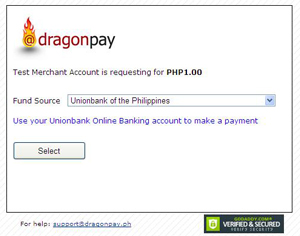 @dragonpay
Test Merchant Account is requesting for PHP1.00
Fund Source Unionbank of the Philippines
Use your Unionbank Online Banking account to make a payment
Select
For help: support@dragonpay.ph
GODADDY.COM
VERIFIED & SECURED
VERIFY SECURITY